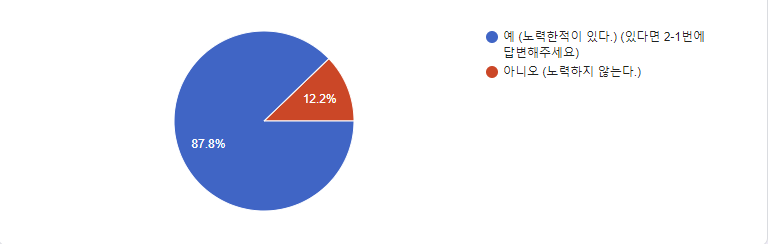 예 (노력한적이 있다.) (있다면 2-1번에
답변해주세요)
아니오 (노력하지 않는다.)
12.2%
87.8%